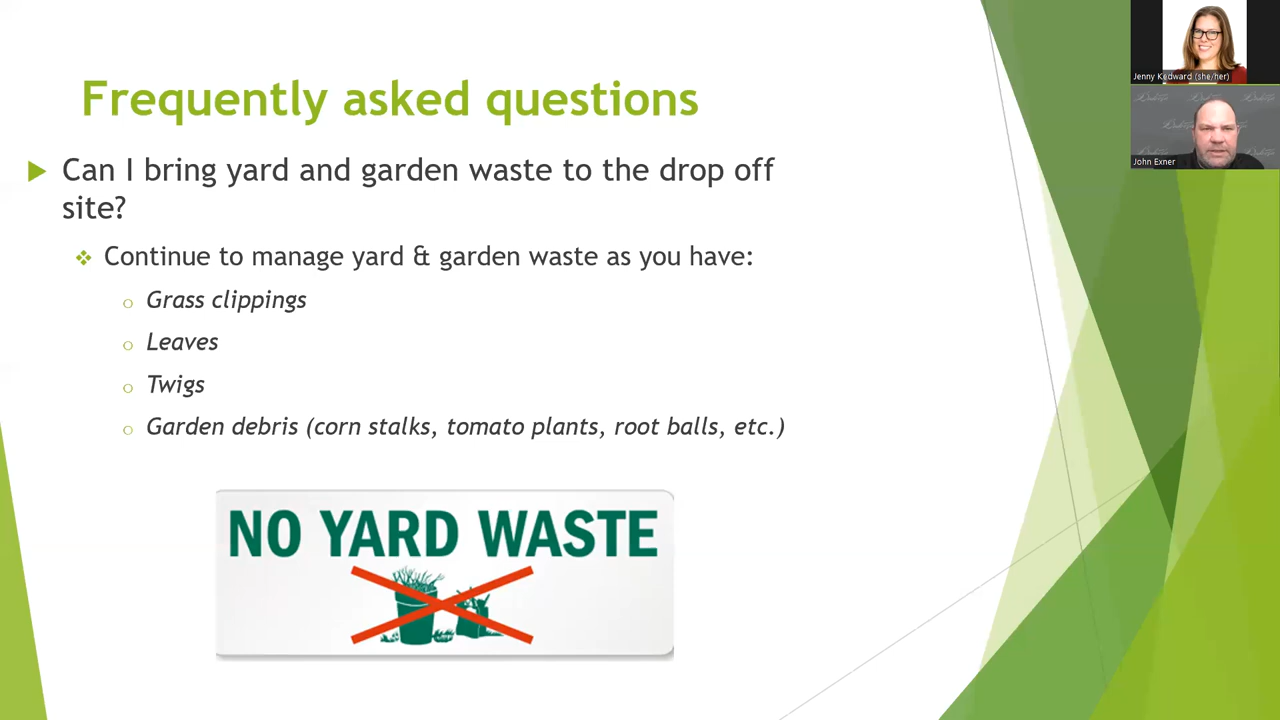 Frequently asked questions
Can I bring yard and garden waste to the drop off
site?
Continue to manage yard & garden waste as you have:
Grass clippings
Leaves
Twigs
Garden debris (corn stalks, tomato plants, root balls, etc.)
NO YARD WASTE
Jenny Kedward (she/her)
John Exner